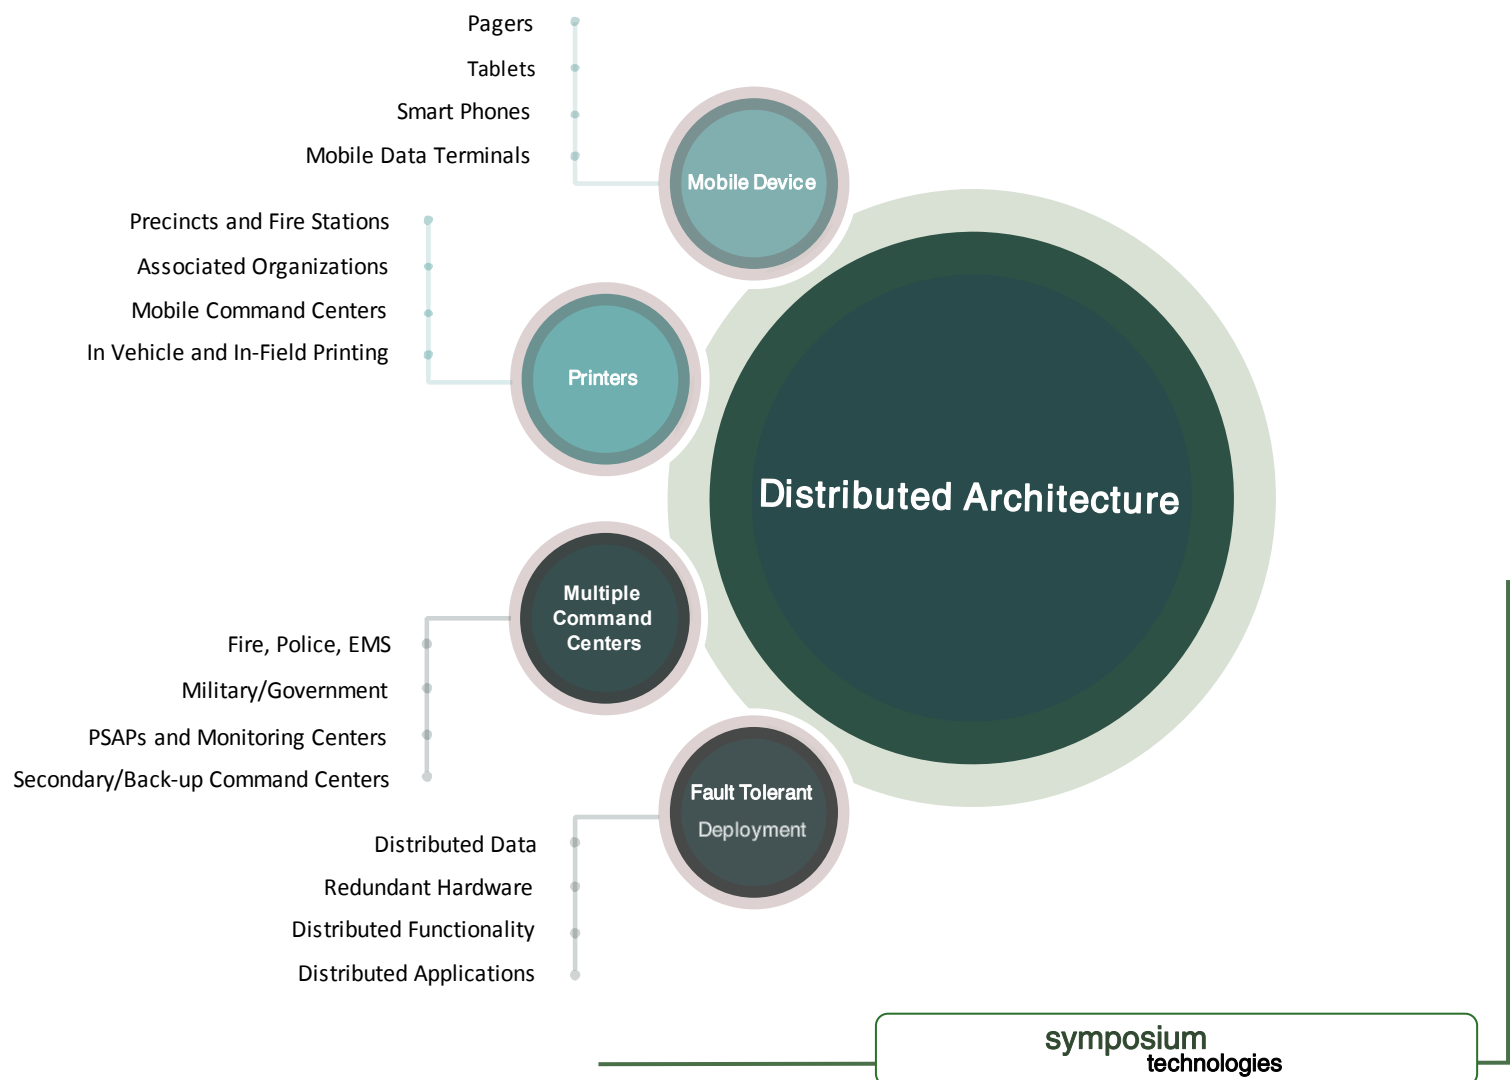 Pagers
Tablets
Smart Phones
Mobile Data Terminals
Mobile Device
Precincts and Fire Stations
Associated Organizations
Mobile Command Centers
In Vehicle and In-Field Printing
Printers
Distributed Architecture
Multiple
Command
Centers
Fire, Police, EMS
Military/Government
PSAPs and Monitoring Centers
Secondary/Back-up Command Centers
Fault Tolerant
Deployment
Distributed Data
Redundant Hardware
Distributed Functionality
Distributed Applications
symposium
technologies